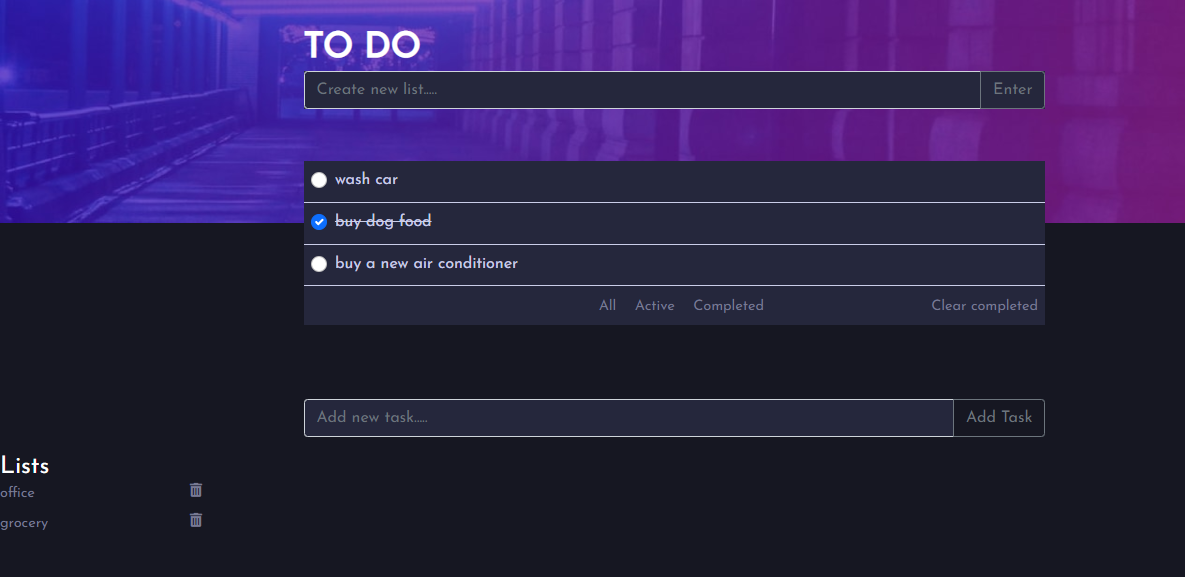 TO DO
Create new list..... Enter
wash car
buy dog food
buy a new air conditioner
All Active Completed Clear completed
Add new task..... Add Task
Lists
office
grocery